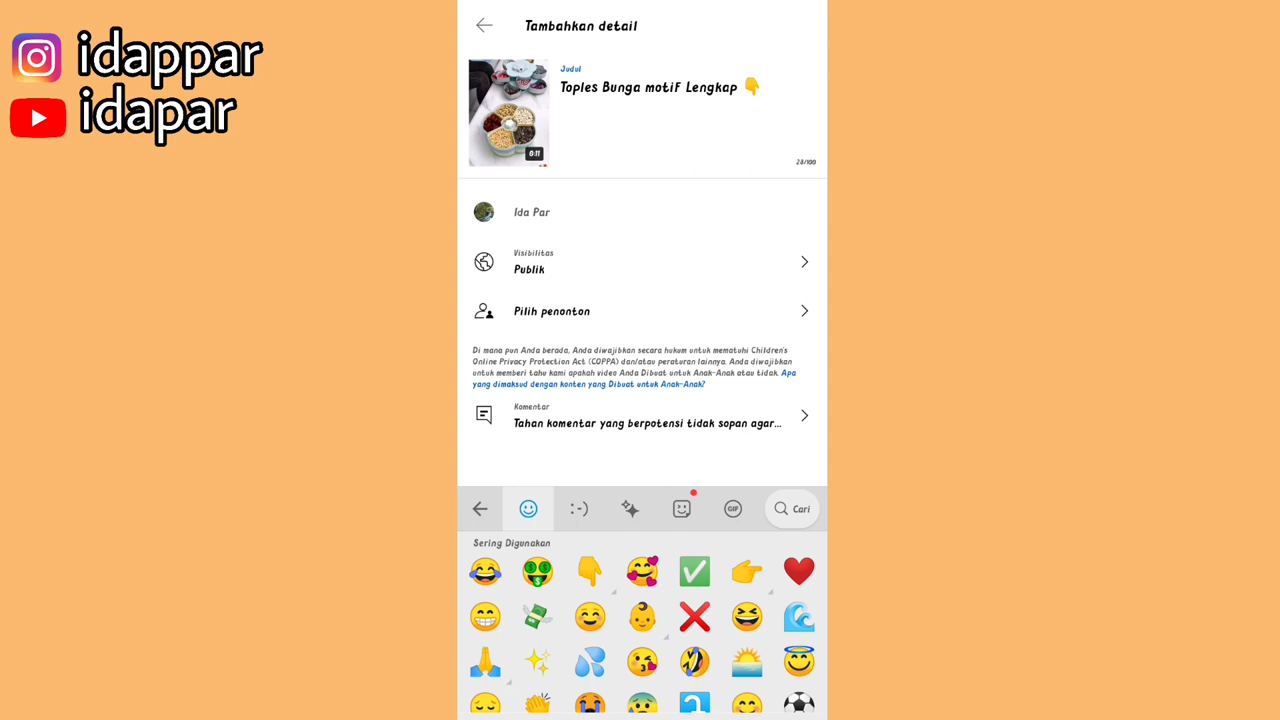 idappar
idapar
Tambahkan detail
Judul
Toples Bunga motif Lengkap 👇
0:11
28/100
Ida Par
Visibilitas
Publik
Pilih penonton
Di mana pun Anda berada, Anda diwajibkan secara hukum untuk mematuhi Children's
Online Privacy Protection Act (COPPA) dan/atau peraturan lainnya. Anda diwajibkan
untuk memberi tahu kami apakah video Anda Dibuat untuk Anak-Anak atau tidak. Apa
yang dimaksud dengan konten yang Dibuat untuk Anak-Anak?
Komentar
Tahan komentar yang berpotensi tidak sopan agar...
:-)
GIF
Cari
Sering Digunakan